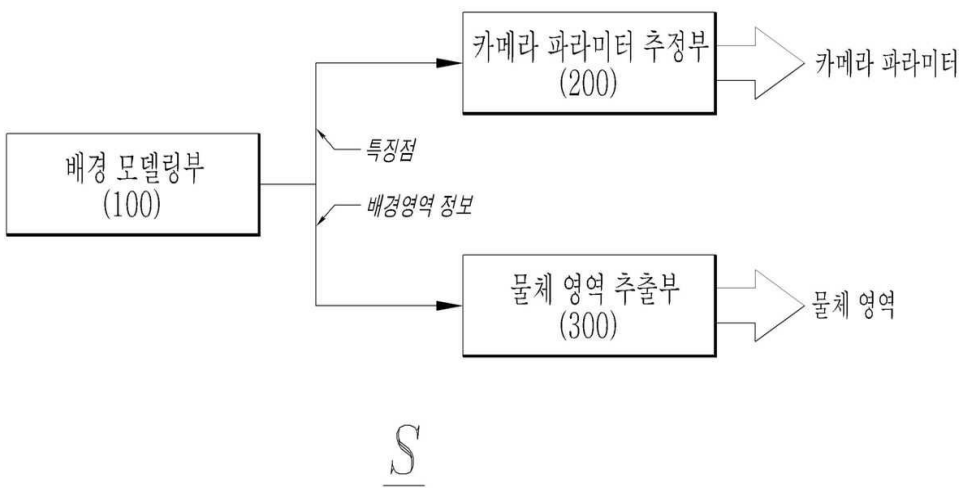 카메라 파라미터 추정부
(200)
카메라 파라미터
배경 모델링부
(100)
특징점
배경영역 정보
물체 영역 추출부
(300)
물체 영역
S